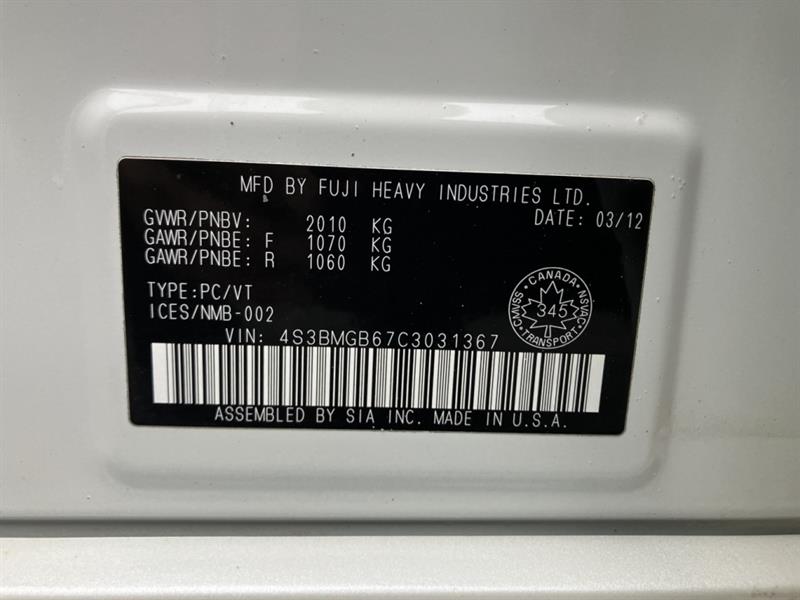 MFD BY FUJI HEAVY INDUSTRIES LTD.
GVWR/PNBV: 2010 KG DATE: 03/12
GAWR/PNBE: F 1070 KG
GAWR/PNBE: R 1060 KG
TYPE:PC/VT
ICES/NMB-002
CANADA
CMVSS 345 NSVAC
TRANSPORT
VIN: 4S3BMGB67C3031367
ASSEMBLED BY SIA INC. MADE IN U.S.A.